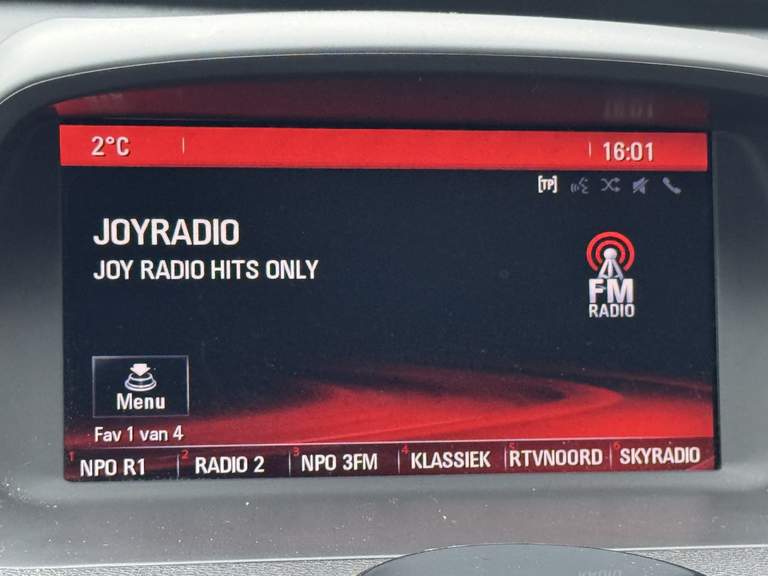 2°C 16:01
[TP]
JOYRADIO
JOY RADIO HITS ONLY
FM
RADIO
Menu
Fav 1 van 4
1 NPO R1 2 RADIO 2 3 NPO 3FM 4 KLASSIEK 5 RTVNOORD 6 SKYRADIO